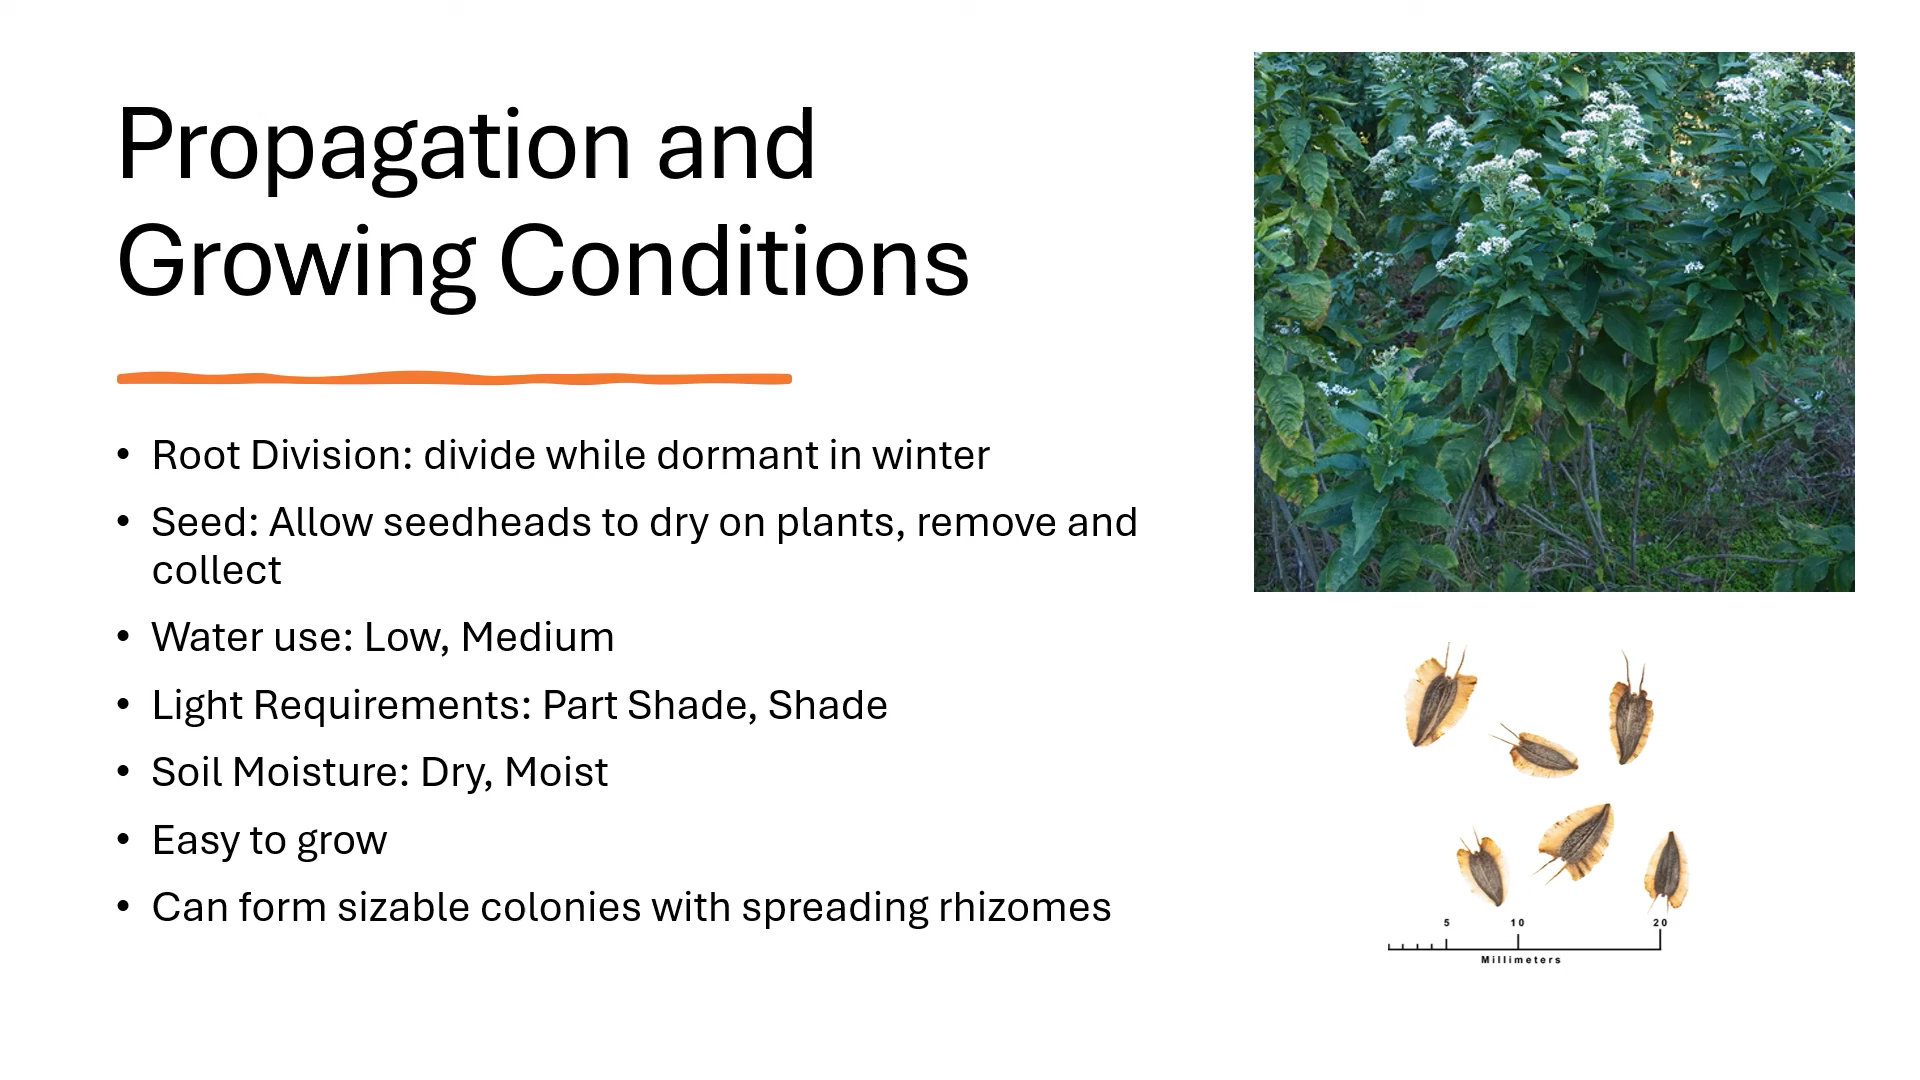 Propagation and
Growing Conditions
• Root Division: divide while dormant in winter
• Seed: Allow seedheads to dry on plants, remove and
collect
• Water use: Low, Medium
• Light Requirements: Part Shade, Shade
• Soil Moisture: Dry, Moist
• Easy to grow
• Can form sizable colonies with spreading rhizomes
5 10 20
Millimeters